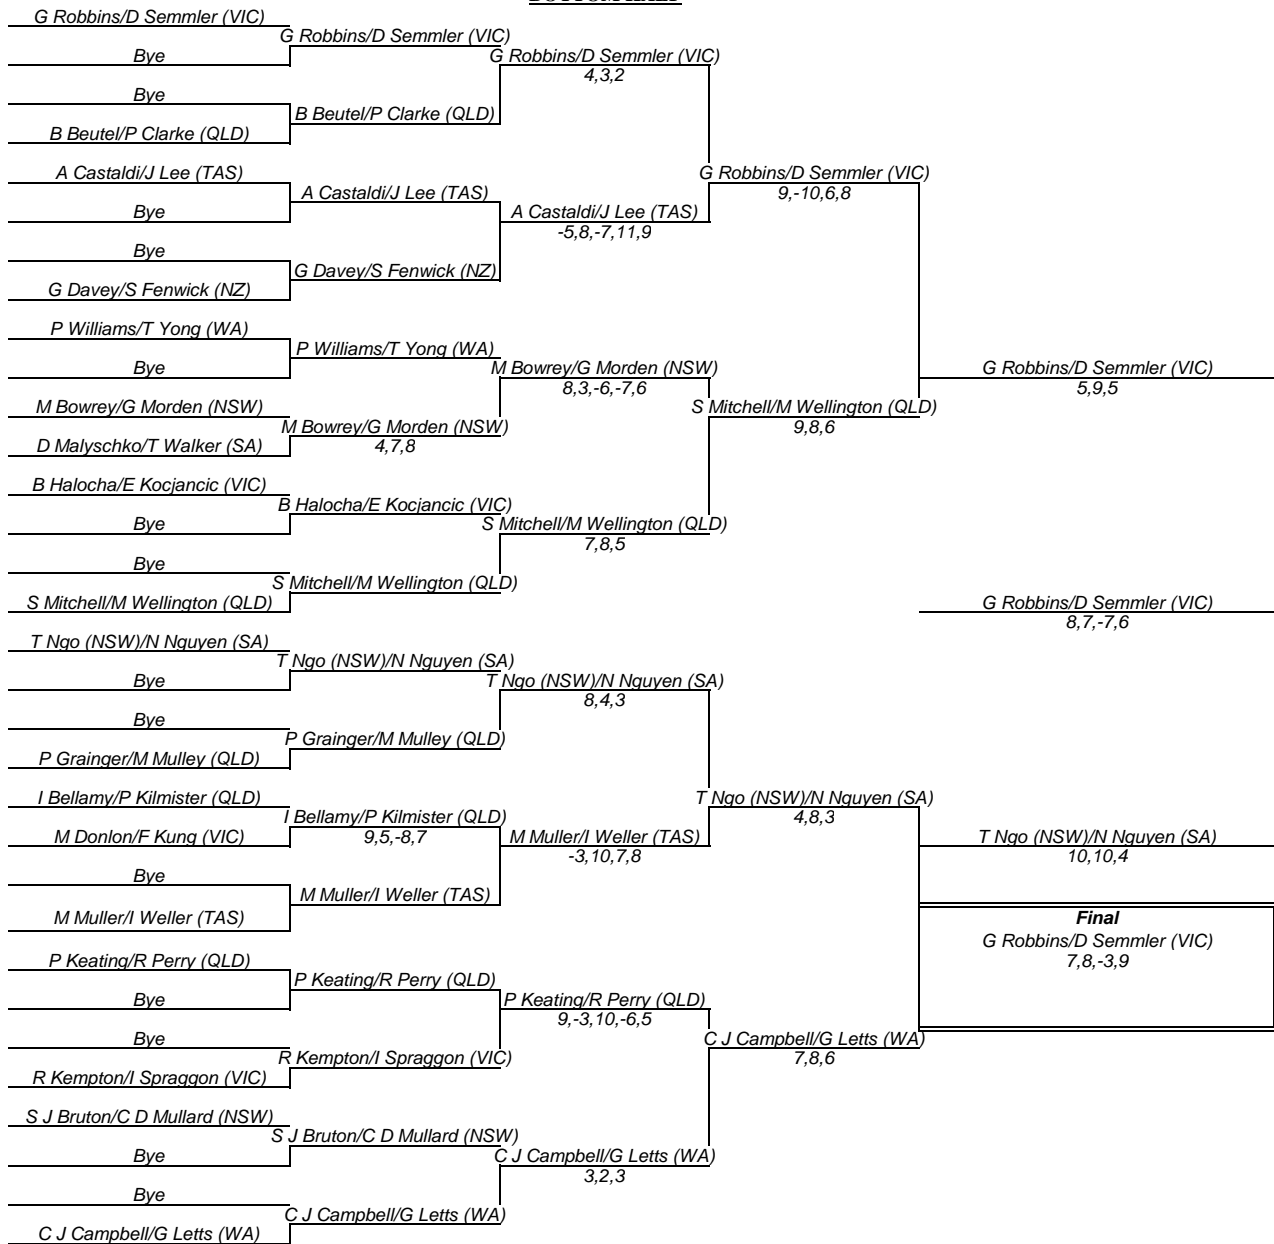 BOTTOM HALF
G Robbins/D Semmler (VIC)
G Robbins/D Semmler (VIC)
Bye
G Robbins/D Semmler (VIC)
4,3,2
Bye
B Beutel/P Clarke (QLD)
B Beutel/P Clarke (QLD)
A Castaldi/J Lee (TAS)
G Robbins/D Semmler (VIC)
9,-10,6,8
A Castaldi/J Lee (TAS)
Bye
A Castaldi/J Lee (TAS)
-5,8,-7,11,9
Bye
G Davey/S Fenwick (NZ)
G Davey/S Fenwick (NZ)
P Williams/T Yong (WA)
P Williams/T Yong (WA)
Bye
M Bowrey/G Morden (NSW)
8,3,-6,-7,6
G Robbins/D Semmler (VIC)
5,9,5
M Bowrey/G Morden (NSW)
S Mitchell/M Wellington (QLD)
9,8,6
M Bowrey/G Morden (NSW)
4,7,8
D Malyschko/T Walker (SA)
B Halocha/E Kocjancic (VIC)
B Halocha/E Kocjancic (VIC)
Bye
S Mitchell/M Wellington (QLD)
7,8,5
Bye
S Mitchell/M Wellington (QLD)
S Mitchell/M Wellington (QLD)
G Robbins/D Semmler (VIC)
8,7,-7,6
T Ngo (NSW)/N Nguyen (SA)
T Ngo (NSW)/N Nguyen (SA)
Bye
T Ngo (NSW)/N Nguyen (SA)
8,4,3
Bye
P Grainger/M Mulley (QLD)
P Grainger/M Mulley (QLD)
I Bellamy/P Kilmister (QLD)
T Ngo (NSW)/N Nguyen (SA)
4,8,3
I Bellamy/P Kilmister (QLD)
9,5,-8,7
M Donlon/F Kung (VIC)
M Muller/I Weller (TAS)
-3,10,7,8
T Ngo (NSW)/N Nguyen (SA)
10,10,4
Bye
M Muller/I Weller (TAS)
M Muller/I Weller (TAS)
Final
G Robbins/D Semmler (VIC)
7,8,-3,9
P Keating/R Perry (QLD)
P Keating/R Perry (QLD)
Bye
P Keating/R Perry (QLD)
9,-3,10,-6,5
Bye
C J Campbell/G Letts (WA)
7,8,6
R Kempton/I Spraggon (VIC)
R Kempton/I Spraggon (VIC)
S J Bruton/C D Mullard (NSW)
S J Bruton/C D Mullard (NSW)
Bye
C J Campbell/G Letts (WA)
3,2,3
Bye
C J Campbell/G Letts (WA)
C J Campbell/G Letts (WA)